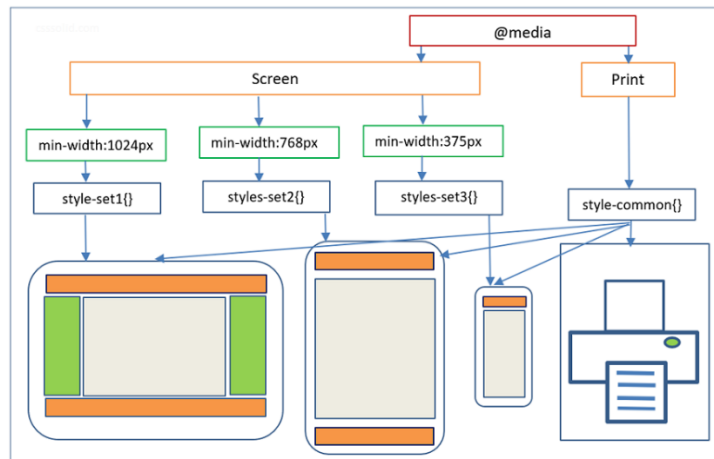 @media
Screen
Print
min-width:1024px
min-width:768px
min-width:375px
style-set1{}
styles-set2{}
styles-set3{}
style-common{}